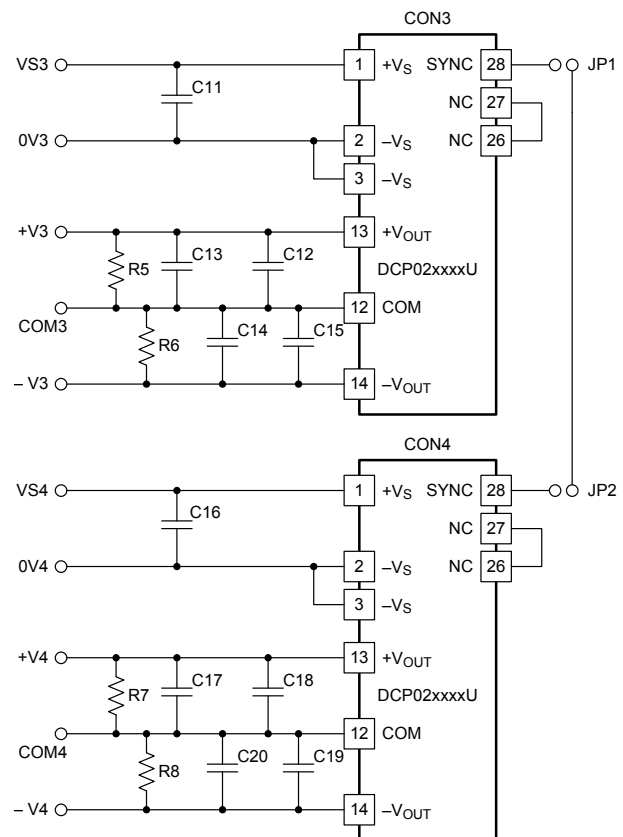 CON3
VS3
C11
1 +VS SYNC 28
JP1
NC 27
0V3
2 –VS NC 26
3 –VS
+V3
13 +VOUT
R5
C13
C12
DCP02xxxxU
COM3
12 COM
R6
C14
C15
– V3
14 –VOUT
CON4
VS4
C16
1 +VS SYNC 28
JP2
NC 27
0V4
2 –VS NC 26
3 –VS
+V4
13 +VOUT
R7
C17
C18
DCP02xxxxU
COM4
12 COM
R8
C20
C19
– V4
14 –VOUT